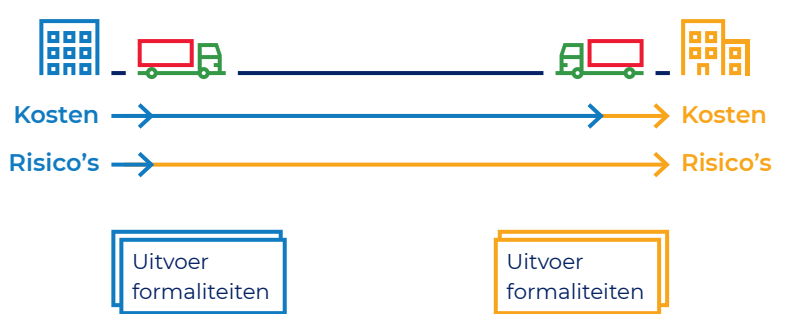 Kosten
Kosten
Risico's
Risico's
Uitvoer
formaliteiten
Uitvoer
formaliteiten